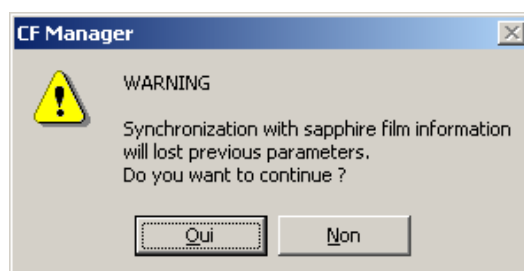 CF Manager
WARNING
Synchronization with sapphire film information
will lost previous parameters.
Do you want to continue ?
Oui
Non